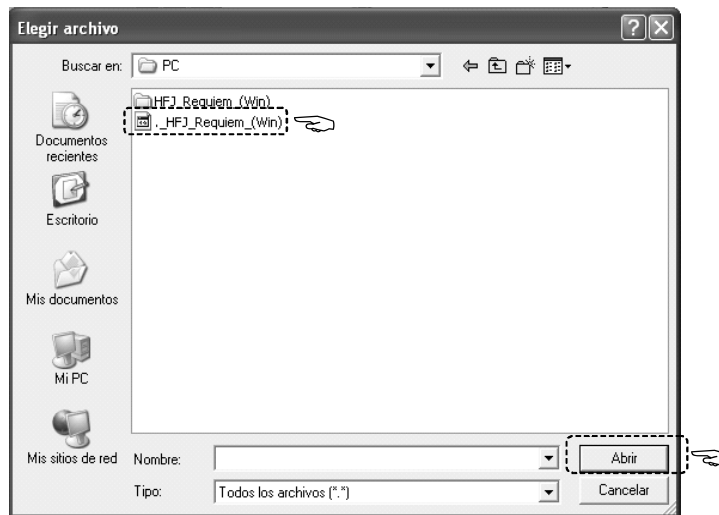 Elegir archivo
Buscar en: PC
HFJ_Requiem_(Win)
._HFJ_Requiem_(Win)
Documentos
recientes
Escritorio
Mis documentos
Mi PC
Mis sitios de red
Nombre:
Abrir
Tipo: Todos los archivos (*.*)
Cancelar